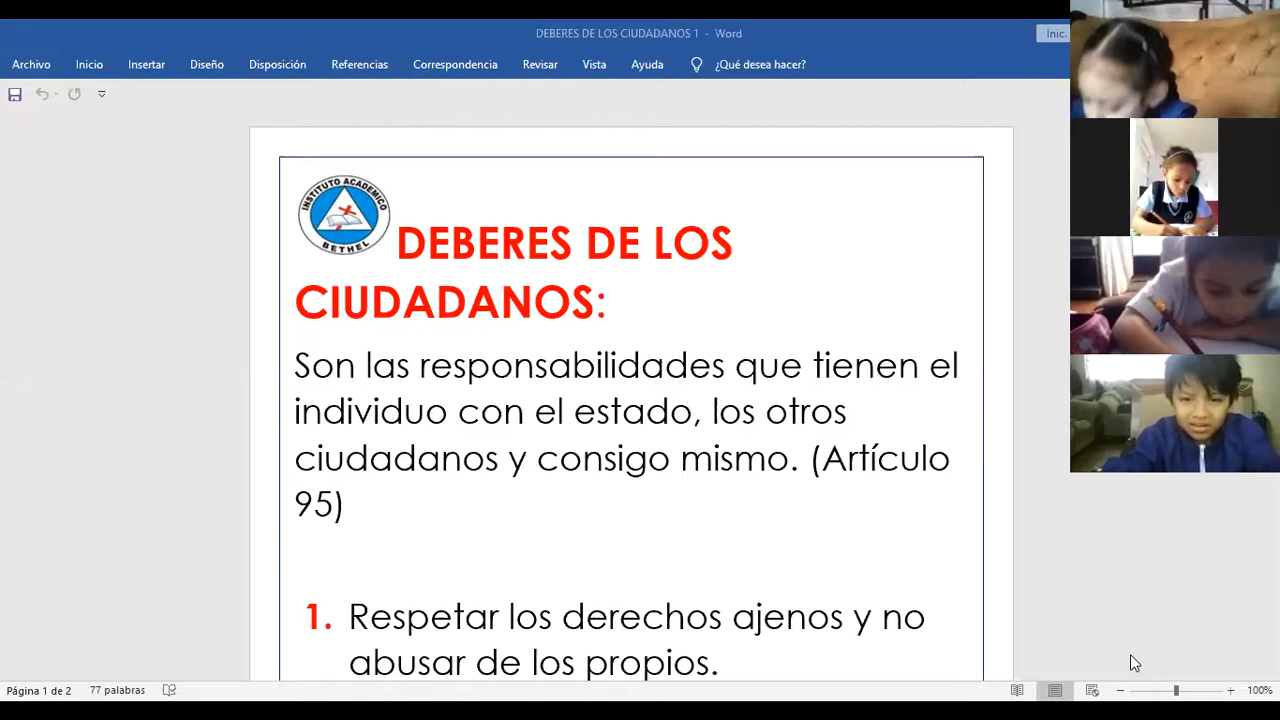 DEBERES DE LOS CIUDADANOS 1 - Word
Inic.
Archivo Inicio Insertar Diseño Disposición Referencias Correspondencia Revisar Vista Ayuda ¿Qué desea hacer?
INSTITUTO ACADEMICO
BETHEL
DEBERES DE LOS
CIUDADANOS:
Son las responsabilidades que tienen el
individuo con el estado, los otros
ciudadanos y consigo mismo. (Artículo
95)
1. Respetar los derechos ajenos y no
abusar de los propios.
Página 1 de 2 77 palabras 100%